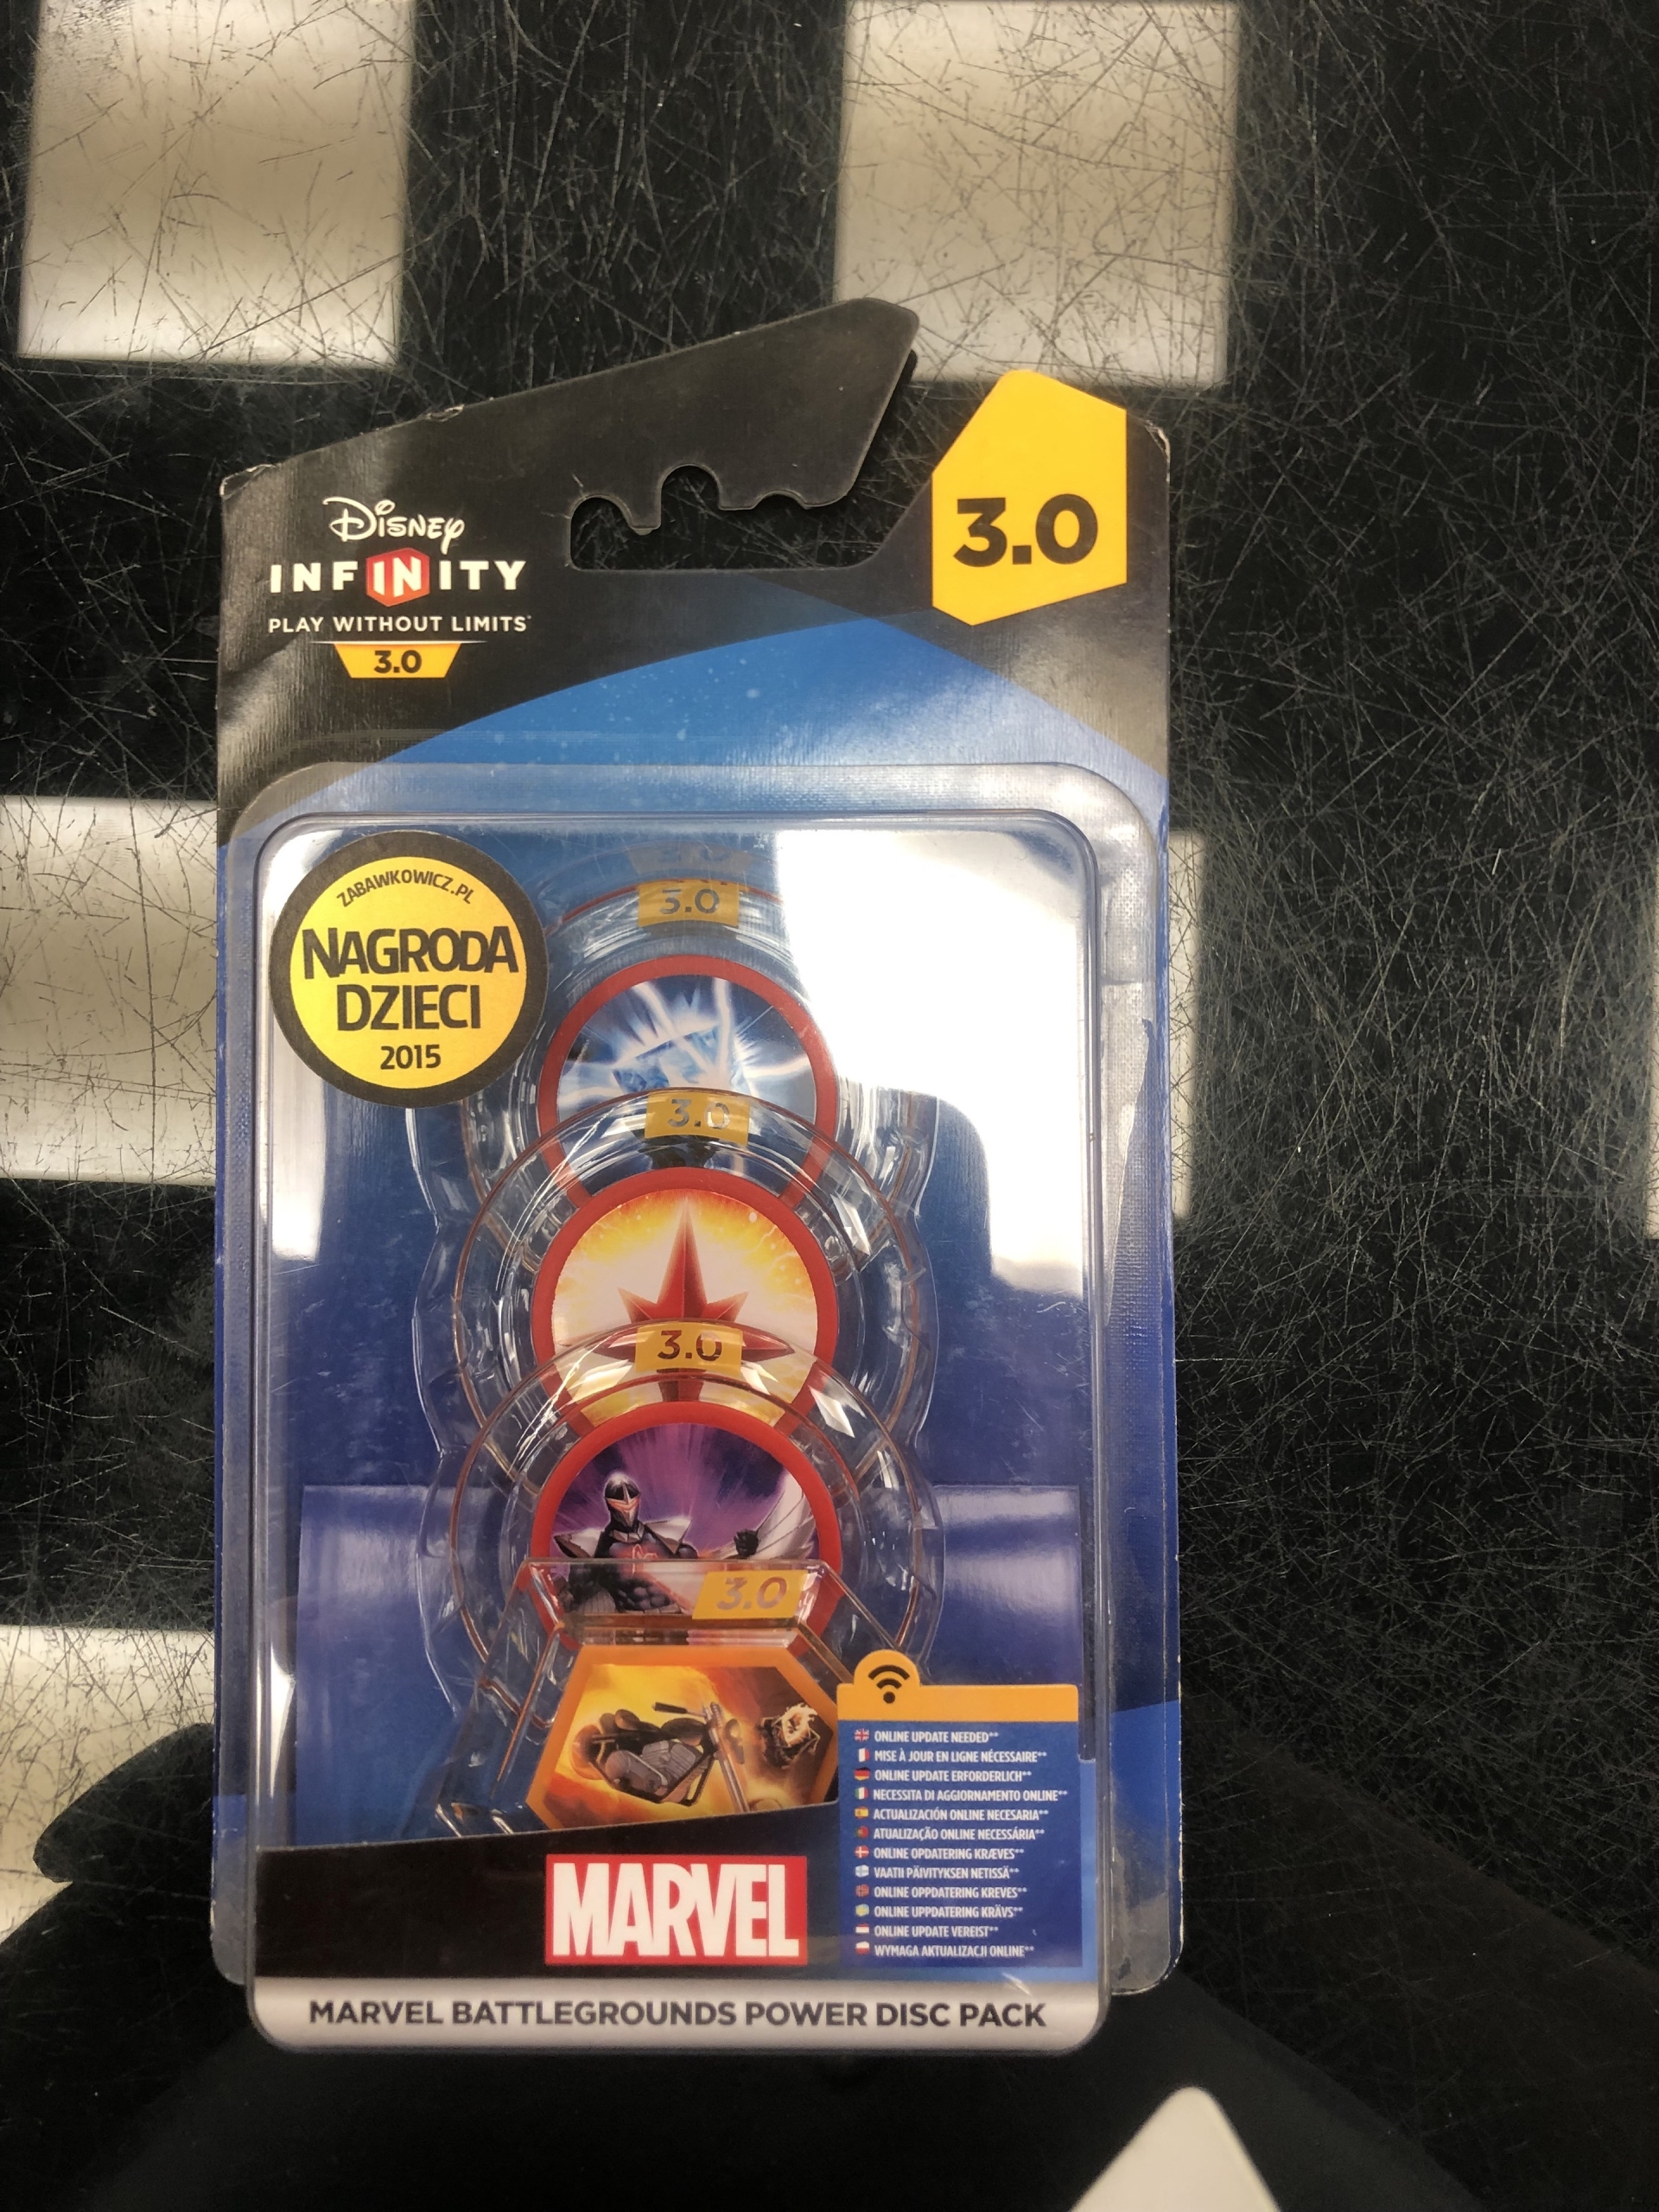 Disney
INFINITY
PLAY WITHOUT LIMITS
3.0
3.0
ZABAWKOWICZ.PL
NAGRODA
DZIECI
2015
3.0
3.0
3.0
3.0
3.0
ONLINE UPDATE NEEDED**
MISE À JOUR EN LIGNE NÉCESSAIRE**
ONLINE UPDATE ERFORDERLICH**
NECESSITA DI AGGIORNAMENTO ONLINE**
ACTUALIZACIÓN ONLINE NECESARIA**
ATUALIZAÇÃO ONLINE NECESSÁRIA**
ONLINE OPDATERING KRÆVES**
VAATII PÄIVITYKSEN NETISSÄ**
ONLINE OPPDATERING KREVES**
ONLINE UPPDATERING KRÄVS**
ONLINE UPDATE VEREIST**
WYMAGA AKTUALIZACJI ONLINE**
MARVEL
MARVEL BATTLEGROUNDS POWER DISC PACK